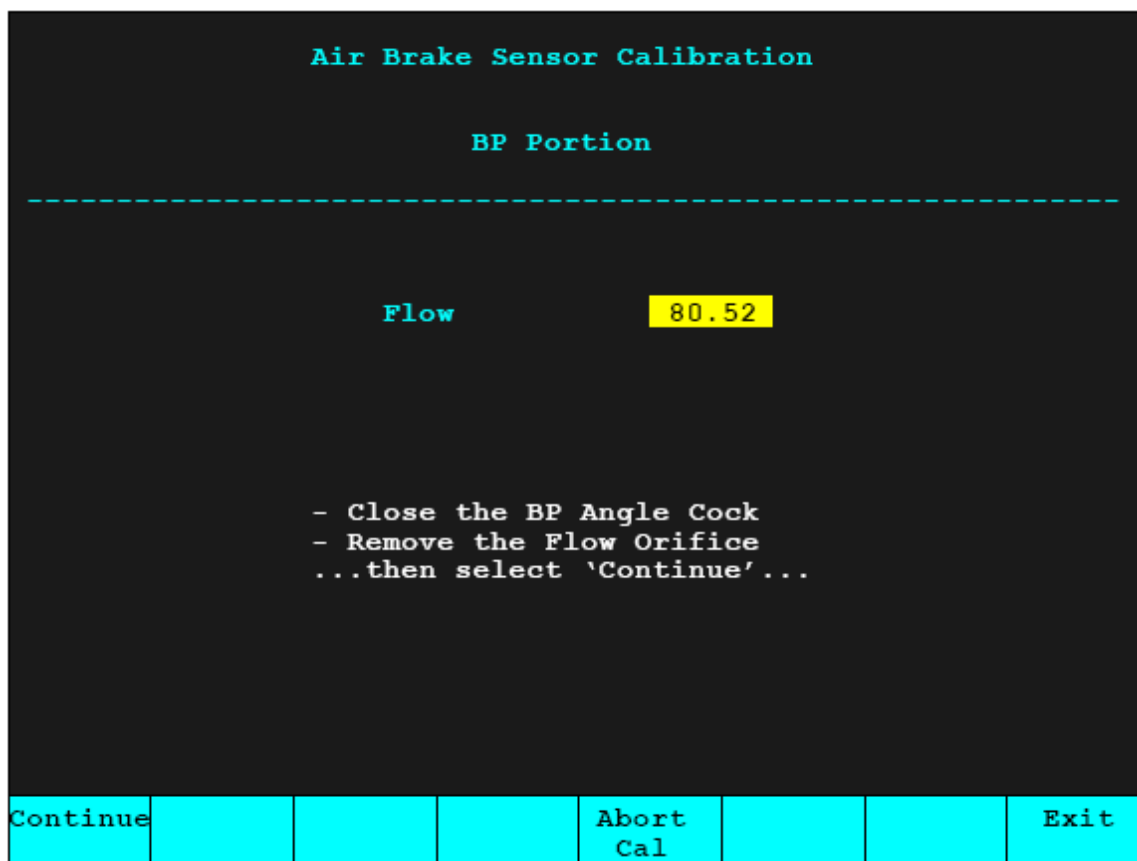 Air Brake Sensor Calibration
BP Portion
-------------------------------------------------------------
Flow 80.52
- Close the BP Angle Cock
- Remove the Flow Orifice
...then select ‘Continue’...
Continue Abort Cal Exit